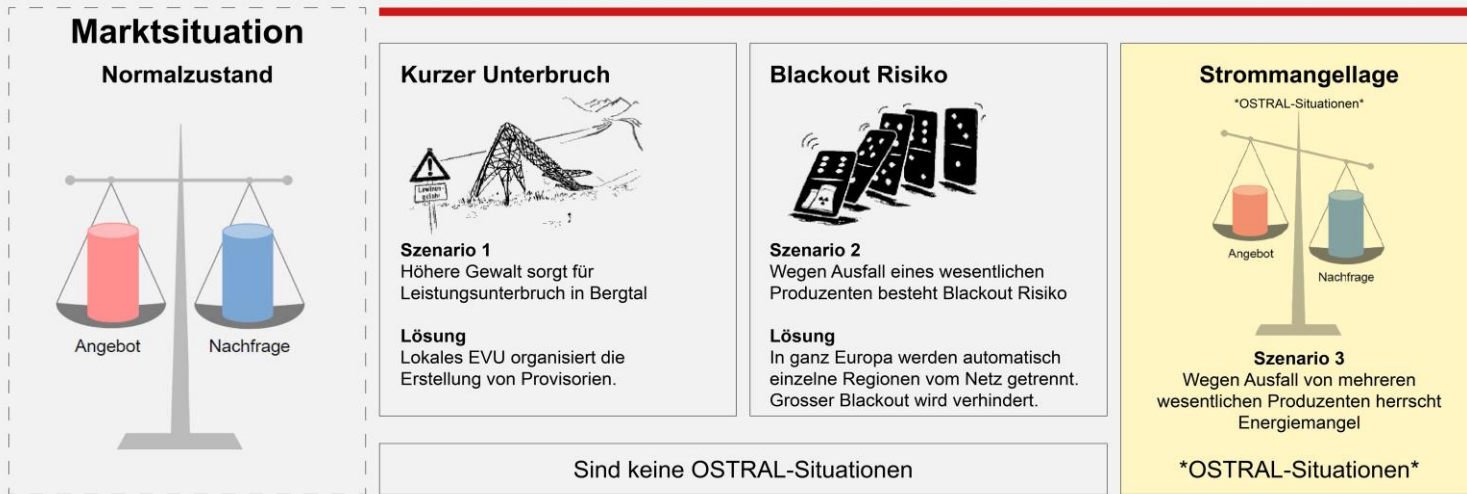 Marktsituation
Normalzustand
Angebot
Nachfrage
Kurzer Unterbruch
Szenario 1
Höhere Gewalt sorgt für
Leistungsunterbruch in Bergtal
Lösung
Lokales EVU organisiert die
Erstellung von Provisorien.
Blackout Risiko
Szenario 2
Wegen Ausfall eines wesentlichen
Produzenten besteht Blackout Risiko
Lösung
In ganz Europa werden automatisch
einzelne Regionen vom Netz getrennt.
Grosser Blackout wird verhindert.
Sind keine OSTRAL-Situationen
Strommangellage
*OSTRAL-Situationen*
Angebot
Nachfrage
Szenario 3
Wegen Ausfall von mehreren
wesentlichen Produzenten herrscht
Energiemangel
*OSTRAL-Situationen*